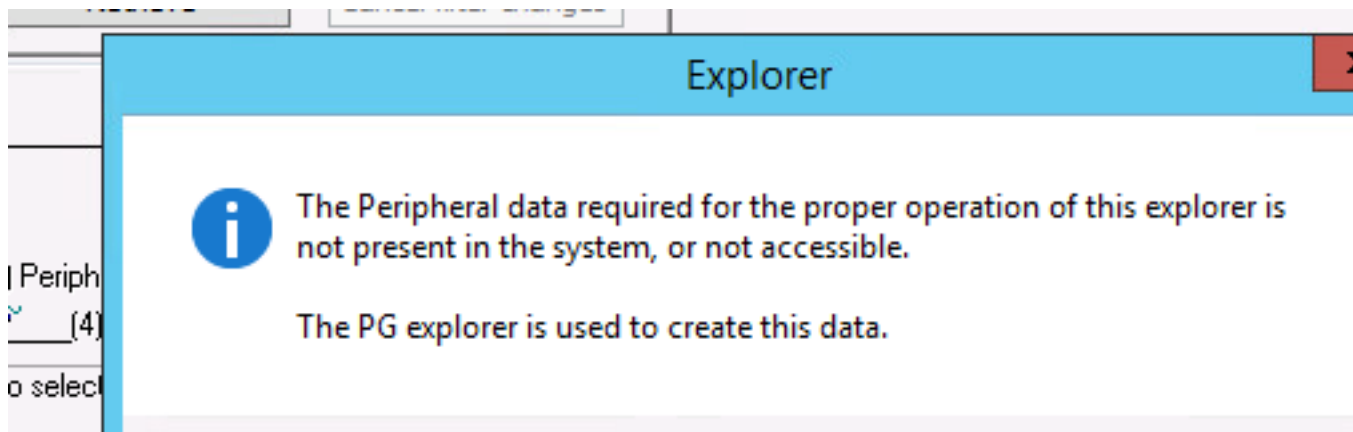 Explorer
The Peripheral data required for the proper operation of this explorer is
not present in the system, or not accessible.
Periph
(4)
The PG explorer is used to create this data.
o select